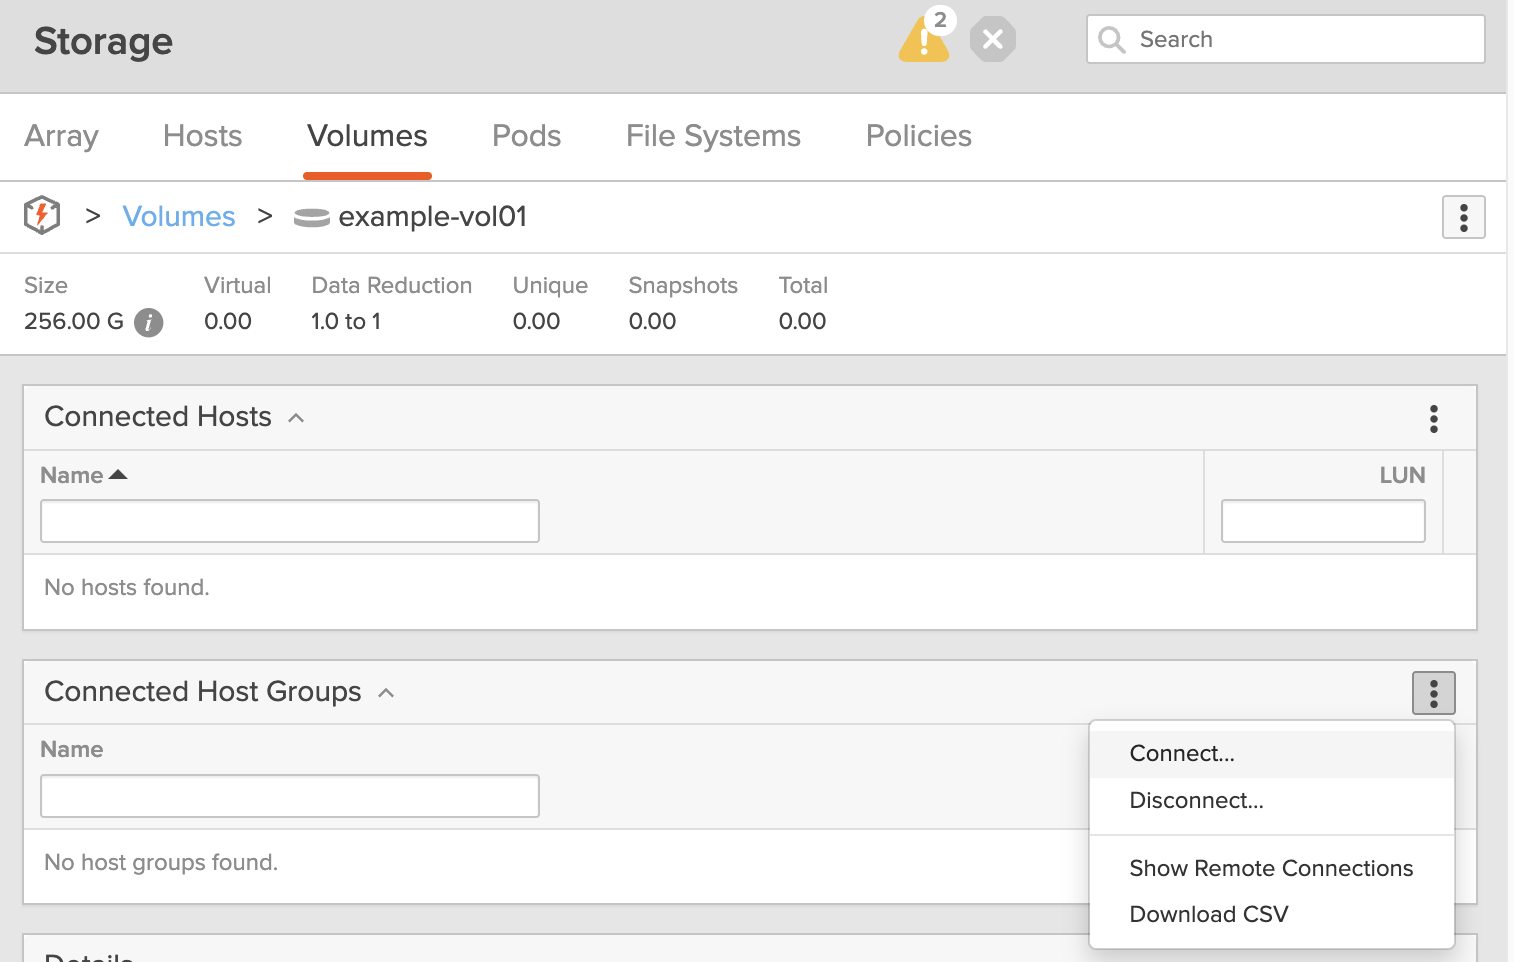 Storage
2
Search
Array Hosts Volumes Pods File Systems Policies
> Volumes > example-vol01
Size Virtual Data Reduction Unique Snapshots Total
256.00 G i 0.00 1.0 to 1 0.00 0.00 0.00
Connected Hosts
Name LUN
No hosts found.
Connected Host Groups
Name
Connect...
Disconnect...
No host groups found.
Show Remote Connections
Download CSV
Details